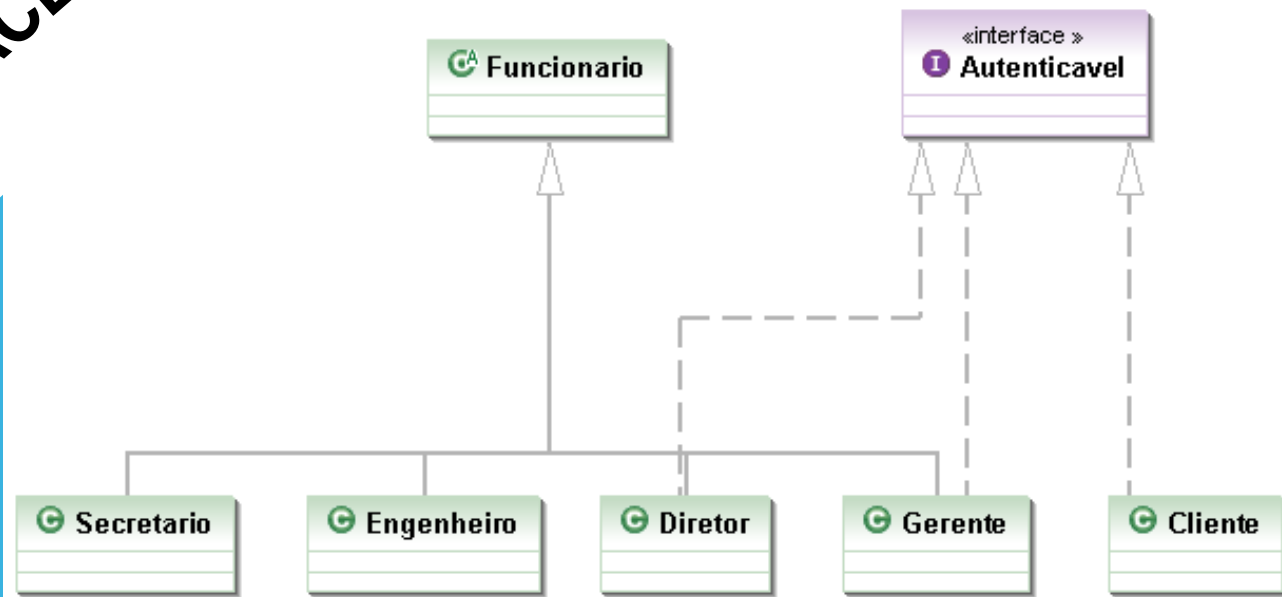 «interface »
Funcionario
Autenticavel
Secretario
Engenheiro
Diretor
Gerente
Cliente